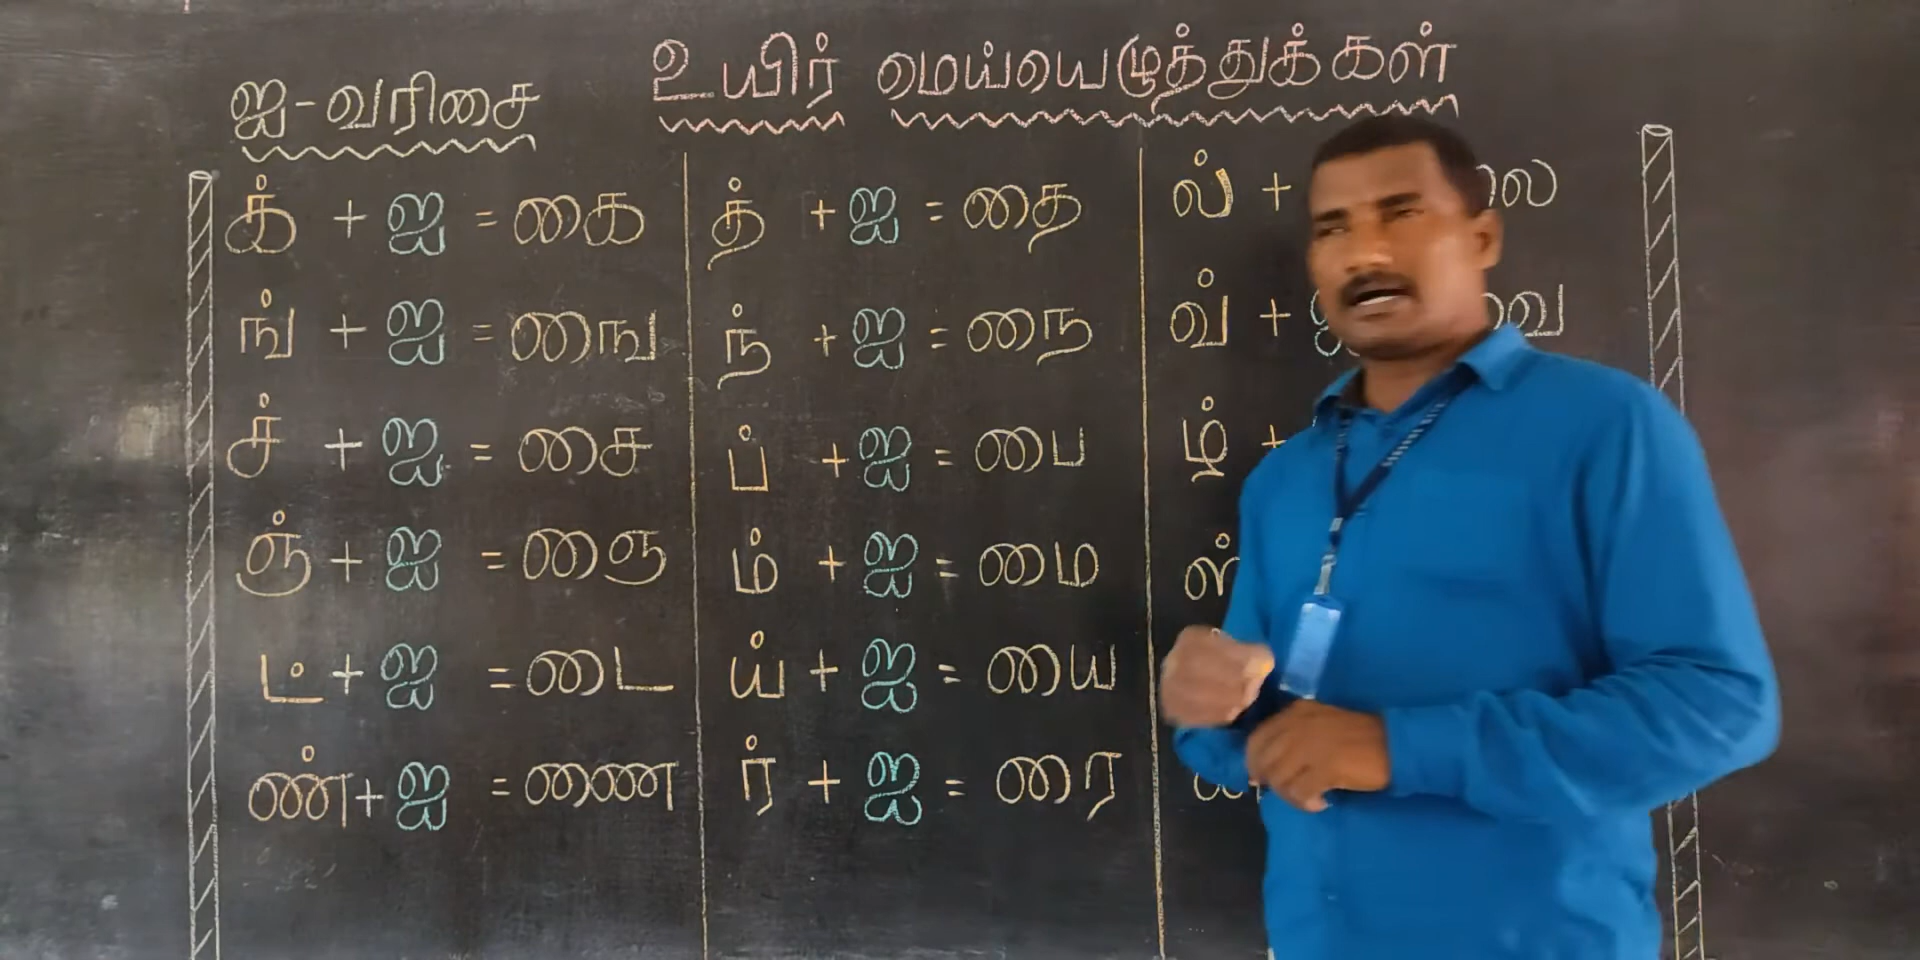 உயிர் மெய்யெழுத்துக்கள்
ஐ-வரிசை
க் + ஐ = கை
ங் + ஐ = ஙை
ச் + ஐ = சை
ஞ் + ஐ = ஞை
ட் + ஐ = டை
ண் + ஐ = ணை
த் + ஐ = தை
ந் + ஐ = நை
ப் + ஐ = பை
ம் + ஐ = மை
ய் + ஐ = யை
ர் + ஐ = ரை
ல் +
வ் +
ழ் +
ள்